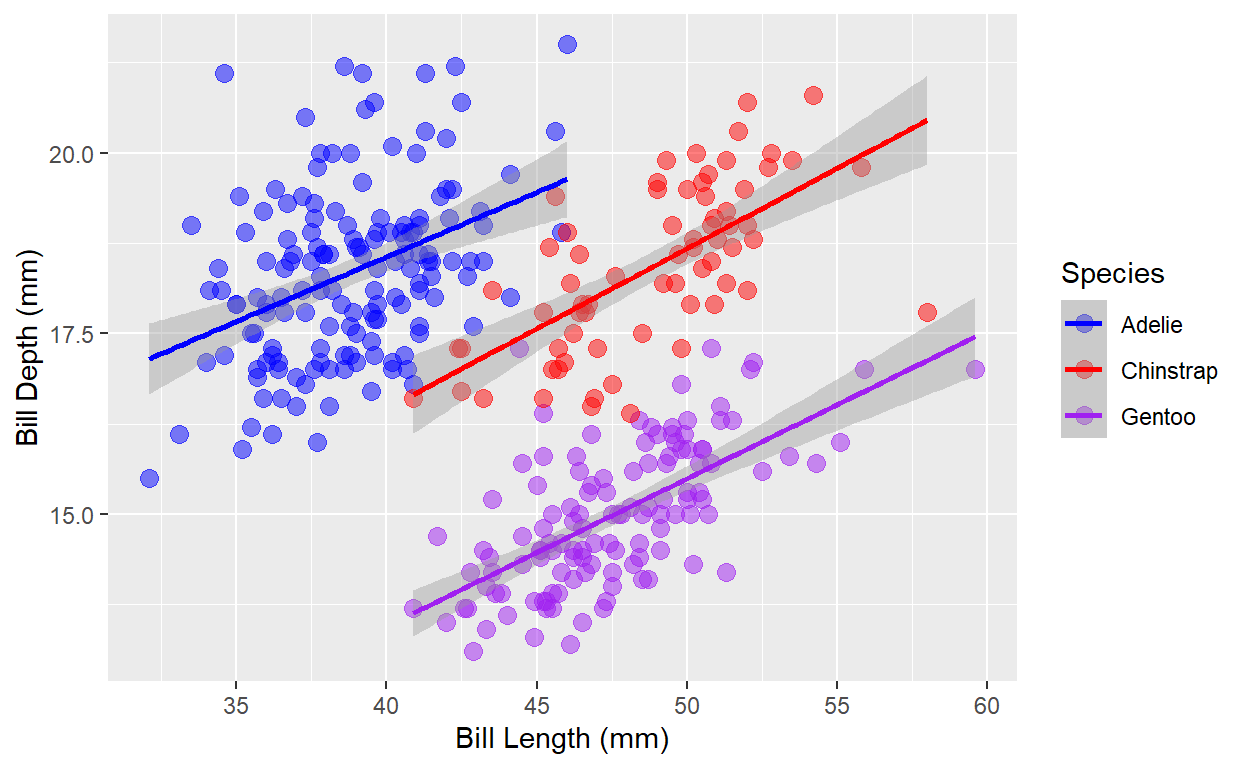 20.0
17.5
15.0
Bill Depth (mm)
35 40 45 50 55 60
Bill Length (mm)
Species
Adelie
Chinstrap
Gentoo